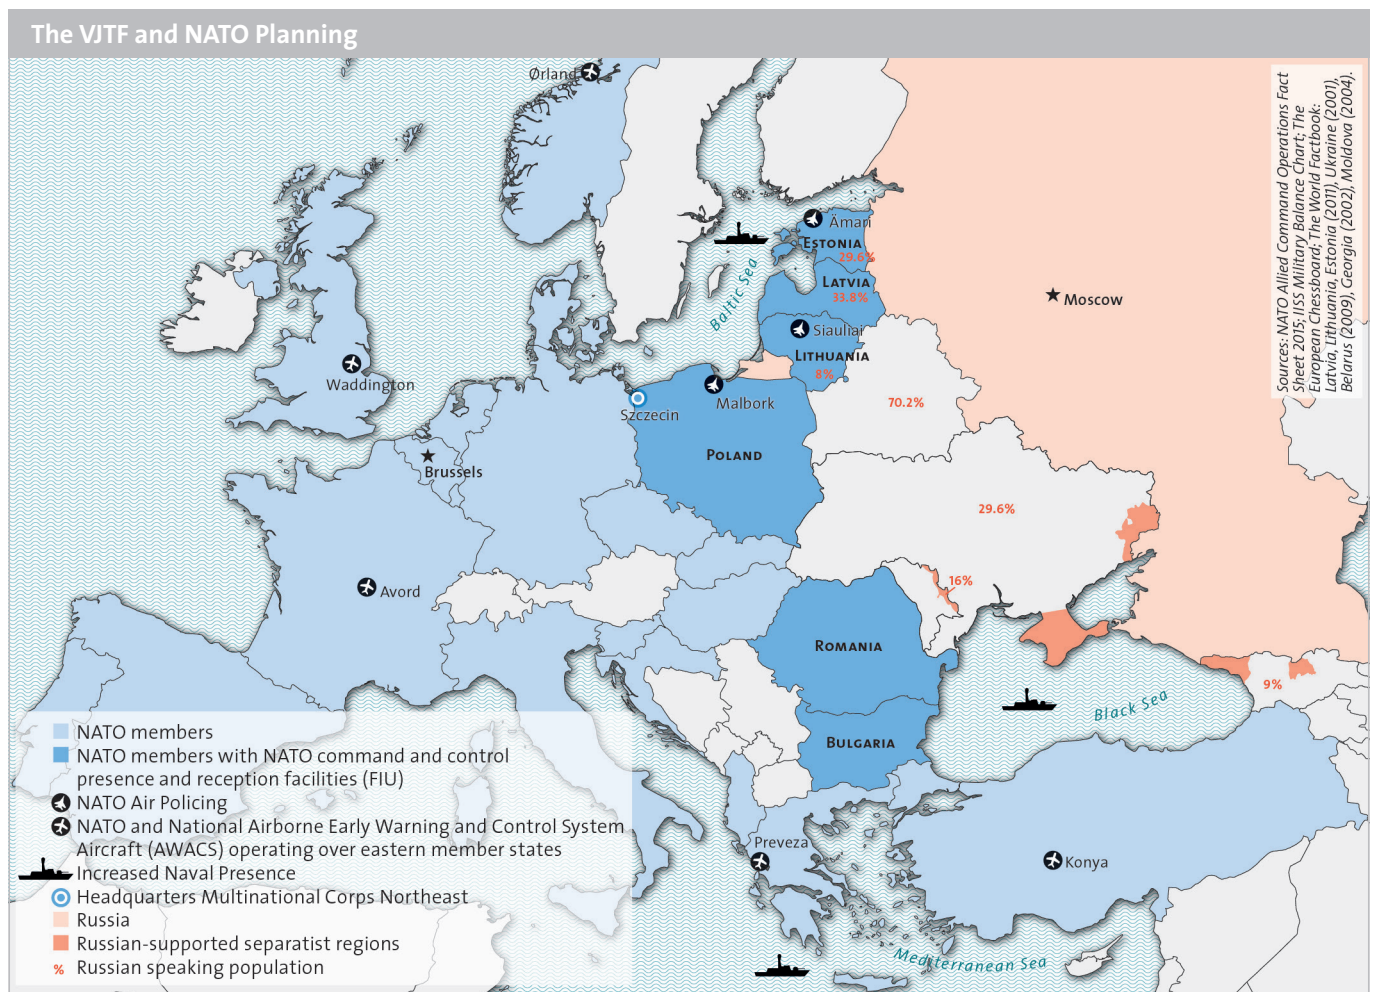 The VJTF and NATO Planning
Ørland
Sources: NATO Allied Command Operations Fact
Sheet 2015; IISS Military Balance Chart; The
European Chessboard; The World Factbook:
Latvia, Lithuania, Estonia (2011), Ukraine (2001),
Belarus (2009), Georgia (2002), Moldova (2004).
Ämari
ESTONIA
29.6%
Baltic Sea
LATVIA
33.8%
Moscow
Siauliai
LITHUANIA
8%
Waddington
Malbork
Szczecin
70.2%
POLAND
Brussels
29.6%
16%
Avord
ROMANIA
9%
Black Sea
BULGARIA
Preveza
Konya
Mediterranean Sea
NATO members
NATO members with NATO command and control
presence and reception facilities (FIU)
NATO Air Policing
NATO and National Airborne Early Warning and Control System
Aircraft (AWACS) operating over eastern member states
Increased Naval Presence
Headquarters Multinational Corps Northeast
Russia
Russian-supported separatist regions
% Russian speaking population